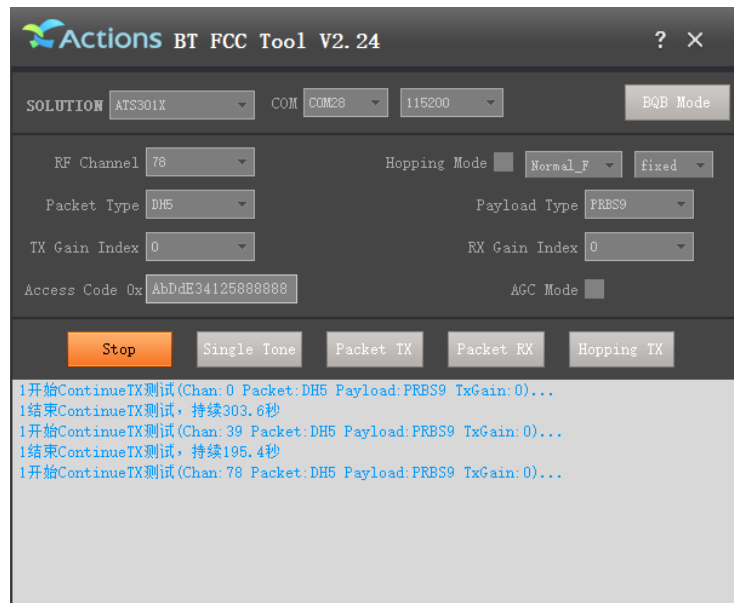 Actions BT FCC Tool V2.24 ? ×
SOLUTION ATS301X COM COM28 115200 BQB Mode
RF Channel 78 Hopping Mode Normal_F fixed
Packet Type DH5 Payload Type PRBS9
TX Gain Index 0 RX Gain Index 0
Access Code 0x AbDdE34125888888 AGC Mode
Stop Single Tone Packet TX Packet RX Hopping TX
1开始ContinueTX测试(Chan:0 Packet:DH5 Payload:PRBS9 TxGain:0)...
1结束ContinueTX测试，持续303.6秒
1开始ContinueTX测试(Chan:39 Packet:DH5 Payload:PRBS9 TxGain:0)...
1结束ContinueTX测试，持续195.4秒
1开始ContinueTX测试(Chan:78 Packet:DH5 Payload:PRBS9 TxGain:0)...